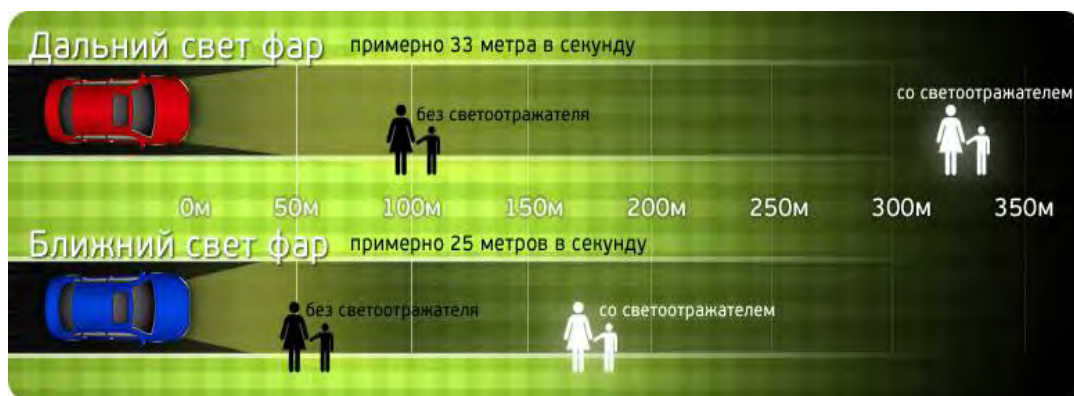 Дальний свет фар примерно 33 метра в секунду
со светоотражателем
без светоотражателя
0м 50м 100м 150м 200м 250м 300м 350м
Ближний свет фар примерно 25 метров в секунду
без светоотражателя со светоотражателем